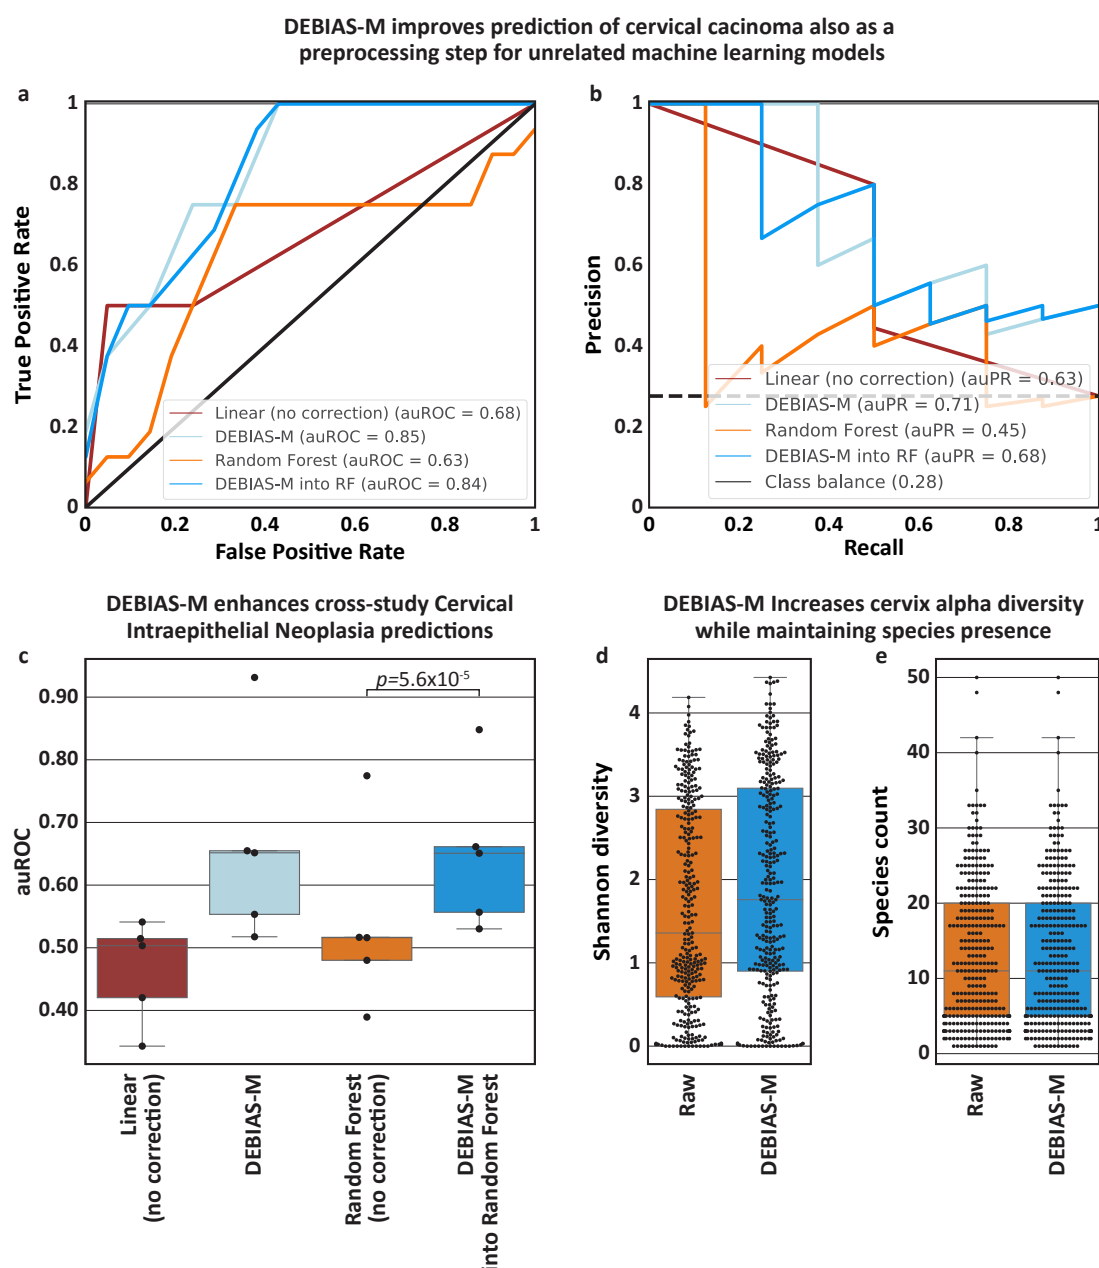 DEBIAS-M improves prediction of cervical cacinoma also as a
preprocessing step for unrelated machine learning models
a
1
0.8
0.6
0.4
0.2
0
True Positive Rate
0
0.2
0.4
0.6
0.8
1
False Positive Rate
Linear (no correction) (auROC = 0.68)
DEBIAS-M (auROC = 0.85)
Random Forest (auROC = 0.63)
DEBIAS-M into RF (auROC = 0.84)
b
1
0.8
0.6
0.4
0.2
0
Precision
0
0.2
0.4
0.6
0.8
1
Recall
Linear (no correction) (auPR = 0.63)
DEBIAS-M (auPR = 0.71)
Random Forest (auPR = 0.45)
DEBIAS-M into RF (auPR = 0.68)
Class balance (0.28)
DEBIAS-M enhances cross-study Cervical
Intraepithelial Neoplasia predictions
c
p=5.6x10-5
0.90
0.80
0.70
0.60
0.50
0.40
auROC
Linear
(no correction)
DEBIAS-M
Random Forest
(no correction)
DEBIAS-M
into Random Forest
DEBIAS-M Increases cervix alpha diversity
while maintaining species presence
d
4
3
2
1
0
Shannon diversity
Raw
DEBIAS-M
e
50
40
30
20
10
0
Species count
Raw
DEBIAS-M